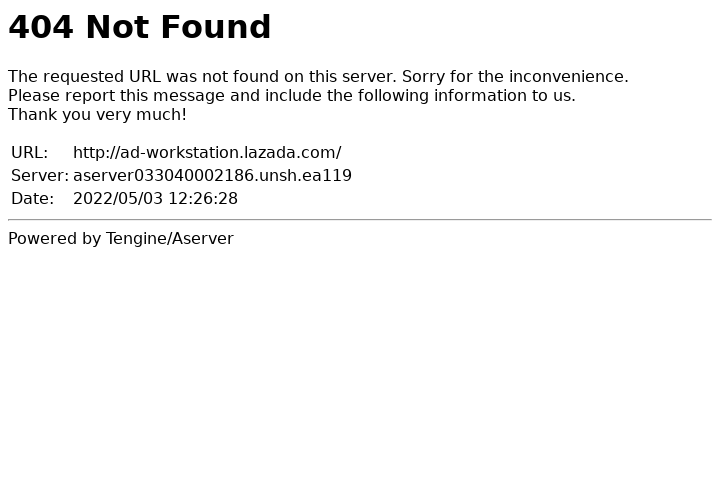 404 Not Found
The requested URL was not found on this server. Sorry for the inconvenience.
Please report this message and include the following information to us.
Thank you very much!
URL: http://ad-workstation.lazada.com/
Server: aserver033040002186.unsh.ea119
Date: 2022/05/03 12:26:28
Powered by Tengine/Aserver